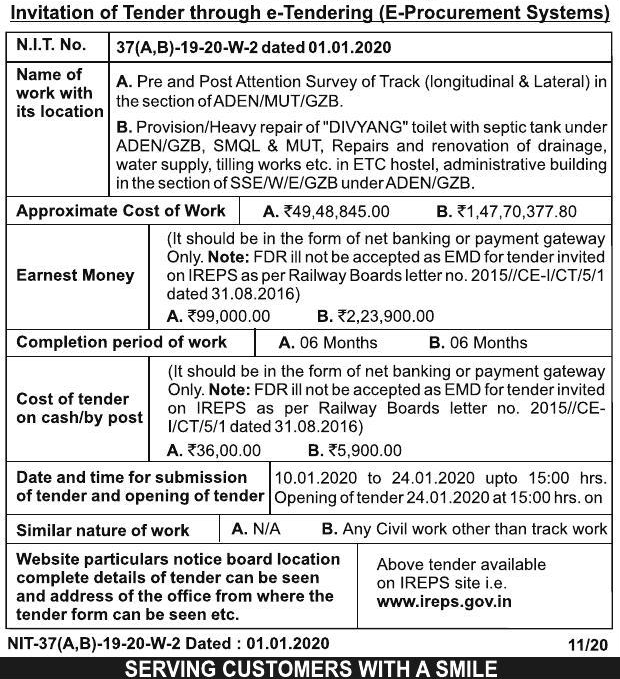 Invitation of Tender through e-Tendering (E-Procurement Systems)
N.I.T. No.
37(A,B)-19-20-W-2 dated 01.01.2020
Name of
work with
its location
A. Pre and Post Attention Survey of Track (longitudinal & Lateral) in
the section of ADEN/MUT/GZB.
B. Provision/Heavy repair of "DIVYANG" toilet with septic tank under
ADEN/GZB, SMQL & MUT, Repairs and renovation of drainage,
water supply, tilling works etc. in ETC hostel, administrative building
in the section of SSE/W/E/GZB under ADEN/GZB.
Approximate Cost of Work
A. ₹49,48,845.00
B. ₹1,47,70,377.80
Earnest Money
(It should be in the form of net banking or payment gateway
Only. Note: FDR ill not be accepted as EMD for tender invited
on IREPS as per Railway Boards letter no. 2015//CE-I/CT/5/1
dated 31.08.2016)
A. ₹99,000.00
B. ₹2,23,900.00
Completion period of work
A. 06 Months
B. 06 Months
Cost of tender
on cash/by post
(It should be in the form of net banking or payment gateway
Only. Note: FDR ill not be accepted as EMD for tender invited
on IREPS as per Railway Boards letter no. 2015//CE-
I/CT/5/1 dated 31.08.2016)
A. ₹36,00.00
B. ₹5,900.00
Date and time for submission
of tender and opening of tender
10.01.2020 to 24.01.2020 upto 15:00 hrs.
Opening of tender 24.01.2020 at 15:00 hrs. on
Similar nature of work
A. N/A
B. Any Civil work other than track work
Website particulars notice board location
complete details of tender can be seen
and address of the office from where the
tender form can be seen etc.
Above tender available
on IREPS site i.e.
www.ireps.gov.in
NIT-37(A,B)-19-20-W-2 Dated : 01.01.2020
11/20
SERVING CUSTOMERS WITH A SMILE